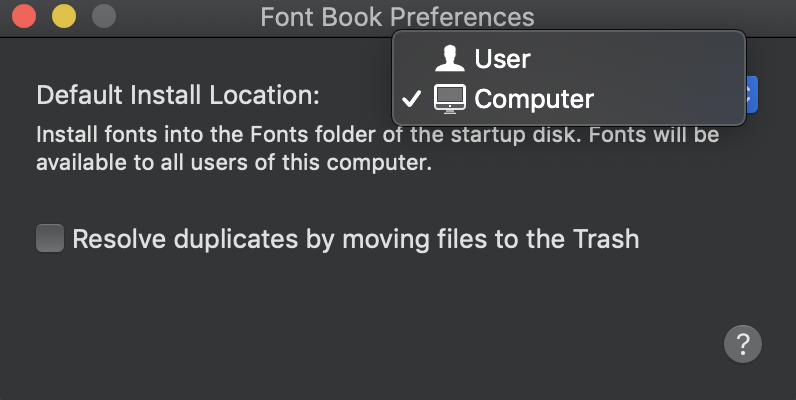 Font Book Preferences
User
Default Install Location:
Computer
Install fonts into the Fonts folder of the startup disk. Fonts will be
available to all users of this computer.
Resolve duplicates by moving files to the Trash
?